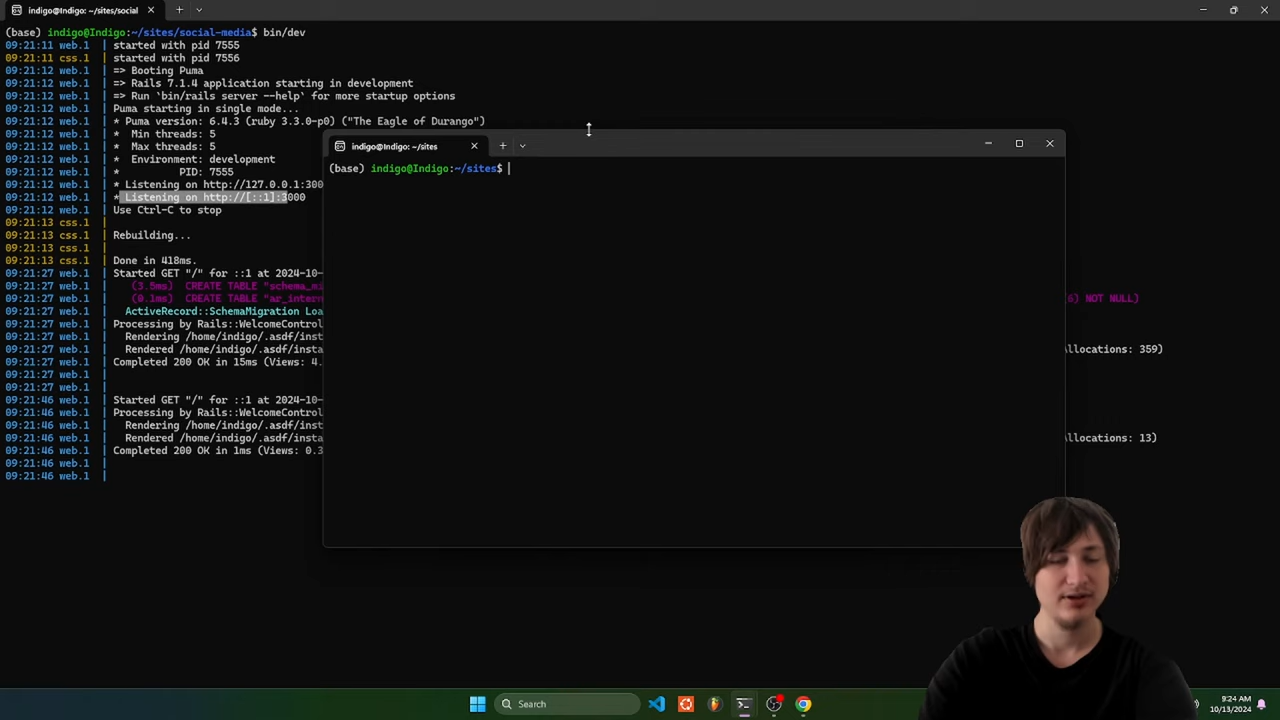 indigo@Indigo: ~/sites/social
(base) indigo@Indigo:~/sites/social-media$ bin/dev
09:21:11 web.1 | started with pid 7555
09:21:11 css.1 | started with pid 7556
09:21:12 web.1 | => Booting Puma
09:21:12 web.1 | => Rails 7.1.4 application starting in development
09:21:12 web.1 | => Run `bin/rails server --help` for more startup options
09:21:12 web.1 | Puma starting in single mode...
09:21:12 web.1 | * Puma version: 6.4.3 (ruby 3.3.0-p0) ("The Eagle of Durango")
09:21:12 web.1 | *  Min threads: 5
09:21:12 web.1 | *  Max threads: 5
09:21:12 web.1 | *  Environment: development
09:21:12 web.1 | *          PID: 7555
09:21:12 web.1 | * Listening on http://127.0.0.1:300
09:21:12 web.1 | * Listening on http://[::1]:3000
09:21:12 web.1 | Use Ctrl-C to stop
09:21:13 css.1 |
09:21:13 css.1 | Rebuilding...
09:21:13 css.1 |
09:21:13 css.1 | Done in 418ms.
09:21:27 web.1 | Started GET "/" for ::1 at 2024-10-
09:21:27 web.1 | (3.5ms)  CREATE TABLE "schema_mi
09:21:27 web.1 | (0.1ms)  CREATE TABLE "ar_intern (6) NOT NULL)
09:21:27 web.1 | ActiveRecord::SchemaMigration Loa
09:21:27 web.1 | Processing by Rails::WelcomeControl
09:21:27 web.1 | Rendering /home/indigo/.asdf/inst
09:21:27 web.1 | Rendered /home/indigo/.asdf/insta Allocations: 359)
09:21:27 web.1 | Completed 200 OK in 15ms (Views: 4.
09:21:27 web.1 |
09:21:27 web.1 |
09:21:46 web.1 | Started GET "/" for ::1 at 2024-10-
09:21:46 web.1 | Processing by Rails::WelcomeControl
09:21:46 web.1 | Rendering /home/indigo/.asdf/inst
09:21:46 web.1 | Rendered /home/indigo/.asdf/insta Allocations: 13)
09:21:46 web.1 | Completed 200 OK in 1ms (Views: 0.3
09:21:46 web.1 |
09:21:46 web.1 |
indigo@Indigo: ~/sites
(base) indigo@Indigo:~/sites$
Search
9:24 AM
10/13/2024